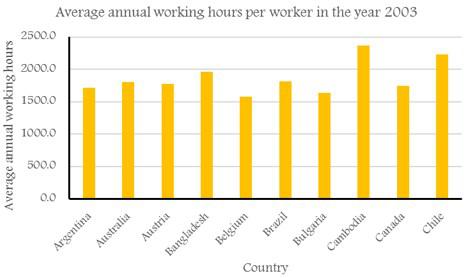 Average annual working hours per worker in the year 2003
Average annual working hours
2500.0
2000.0
1500.0
1000.0
500.0
0.0
Argentina
Australia
Austria
Bangladesh
Belgium
Brazil
Bulgaria
Cambodia
Canada
Chile
Country